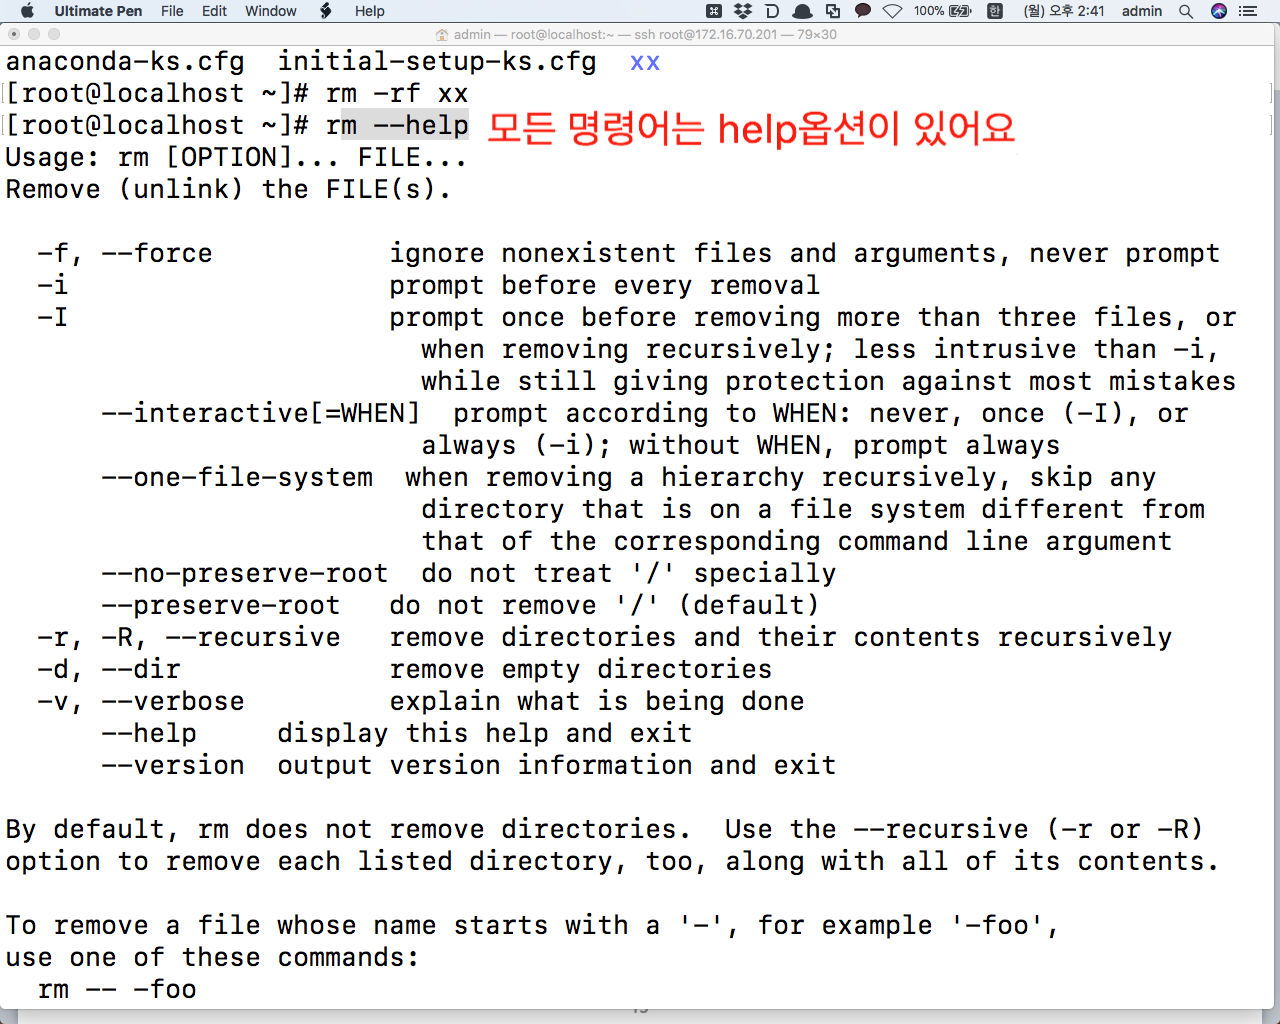 Ultimate Pen File Edit Window Help 100% 한 (월) 오후 2:41 admin
admin — root@localhost:~ — ssh root@172.16.70.201 — 79×30
anaconda-ks.cfg  initial-setup-ks.cfg  xx
[root@localhost ~]# rm -rf xx
[root@localhost ~]# rm --help 모든 명령어는 help옵션이 있어요
Usage: rm [OPTION]... FILE...
Remove (unlink) the FILE(s).
-f, --force           ignore nonexistent files and arguments, never prompt
-i                    prompt before every removal
-I                    prompt once before removing more than three files, or
when removing recursively; less intrusive than -i,
while still giving protection against most mistakes
--interactive[=WHEN]  prompt according to WHEN: never, once (-I), or
always (-i); without WHEN, prompt always
--one-file-system  when removing a hierarchy recursively, skip any
directory that is on a file system different from
that of the corresponding command line argument
--no-preserve-root  do not treat '/' specially
--preserve-root   do not remove '/' (default)
-r, -R, --recursive   remove directories and their contents recursively
-d, --dir             remove empty directories
-v, --verbose         explain what is being done
--help     display this help and exit
--version  output version information and exit
By default, rm does not remove directories.  Use the --recursive (-r or -R)
option to remove each listed directory, too, along with all of its contents.
To remove a file whose name starts with a '-', for example '-foo',
use one of these commands:
rm -- -foo